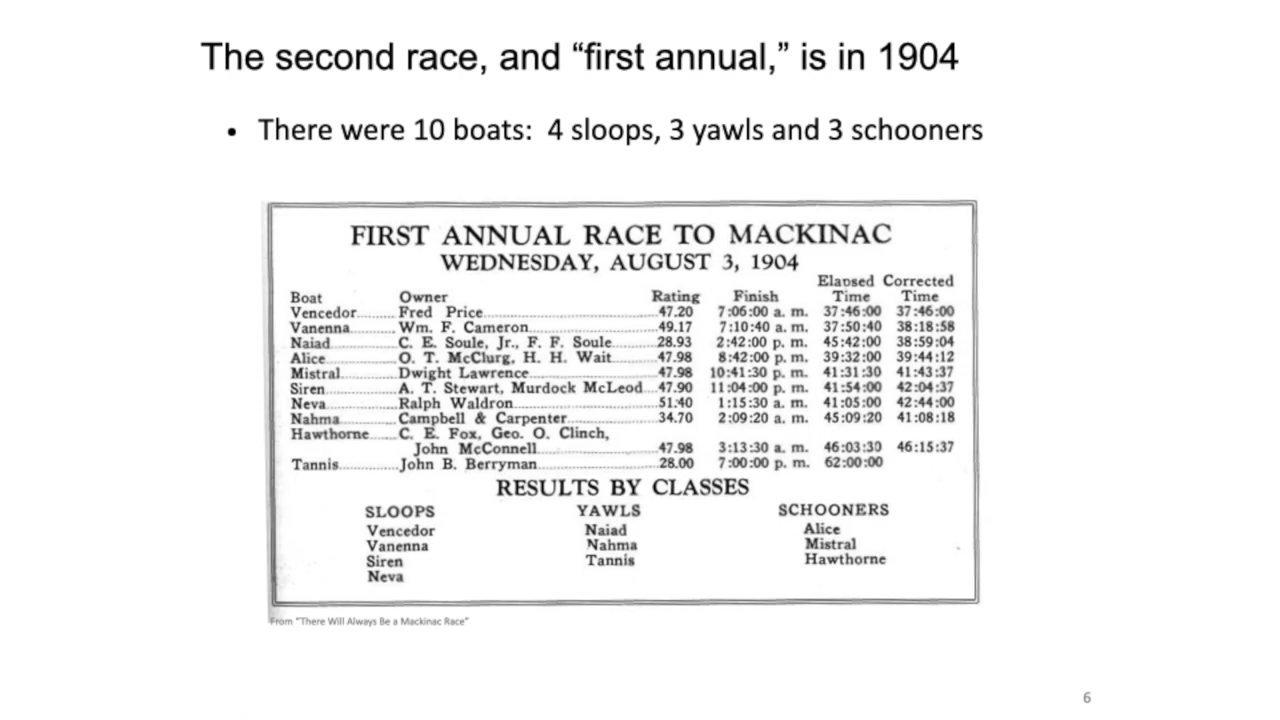 The second race, and “first annual,” is in 1904
• There were 10 boats: 4 sloops, 3 yawls and 3 schooners
FIRST ANNUAL RACE TO MACKINAC
WEDNESDAY, AUGUST 3, 1904
Elapsed Corrected
Boat Owner Rating Finish Time Time
Vencedor Fred Price 47.20 7:06:00 a. m. 37:46:00 37:46:00
Vanenna Wm. F. Cameron 49.17 7:10:40 a. m. 37:50:40 38:18:58
Naiad C. E. Soule, Jr., F. F. Soule 28.93 2:42:00 p. m. 45:42:00 38:59:04
Alice O. T. McClurg, H. H. Wait 47.98 8:42:00 p. m. 39:32:00 39:44:12
Mistral Dwight Lawrence 47.98 10:41:30 p. m. 41:31:30 41:43:37
Siren A. T. Stewart, Murdock McLeod 47.90 11:04:00 p. m. 41:54:00 42:04:37
Neva Ralph Waldron 51.40 1:15:30 a. m. 41:05:00 42:44:00
Nahma Campbell & Carpenter 34.70 2:09:20 a. m. 45:09:20 41:08:18
Hawthorne C. E. Fox, Geo. O. Clinch,
John McConnell 47.98 3:13:30 a. m. 46:03:30 46:15:37
Tannis John B. Berryman 28.00 7:00:00 p. m. 62:00:00
RESULTS BY CLASSES
SLOOPS YAWLS SCHOONERS
Vencedor Naiad Alice
Vanenna Nahma Mistral
Siren Tannis Hawthorne
Neva
From “There Will Always Be a Mackinac Race”
6